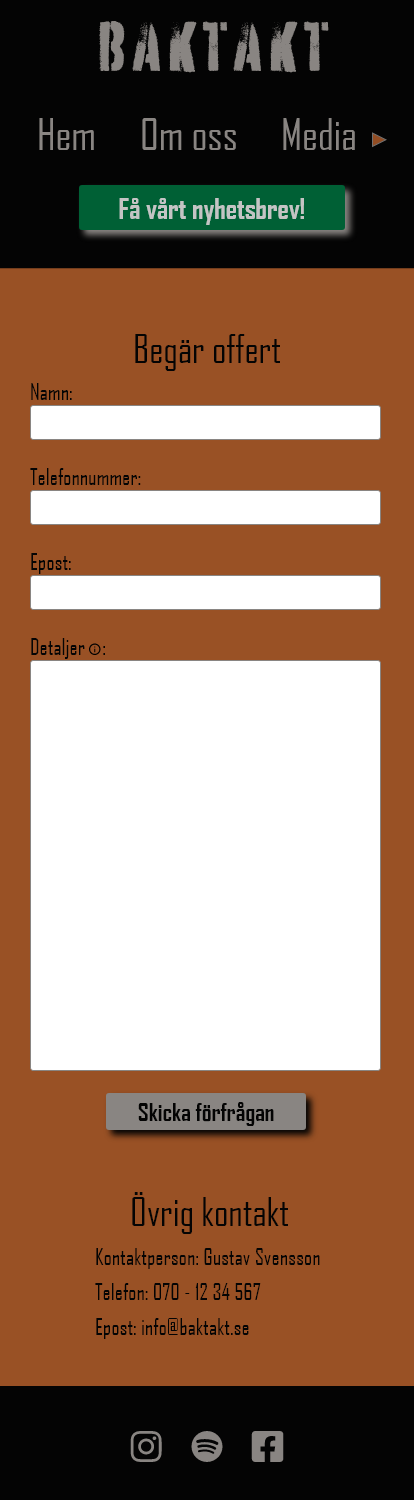 BAKTAKT
Hem Om oss Media
Få vårt nyhetsbrev!
Begär offert
Namn:
Telefonnummer:
Epost:
Detaljer ⓘ:
Skicka förfrågan
Övrig kontakt
Kontaktperson: Gustav Svensson
Telefon: 070 - 12 34 567
Epost: info@baktakt.se